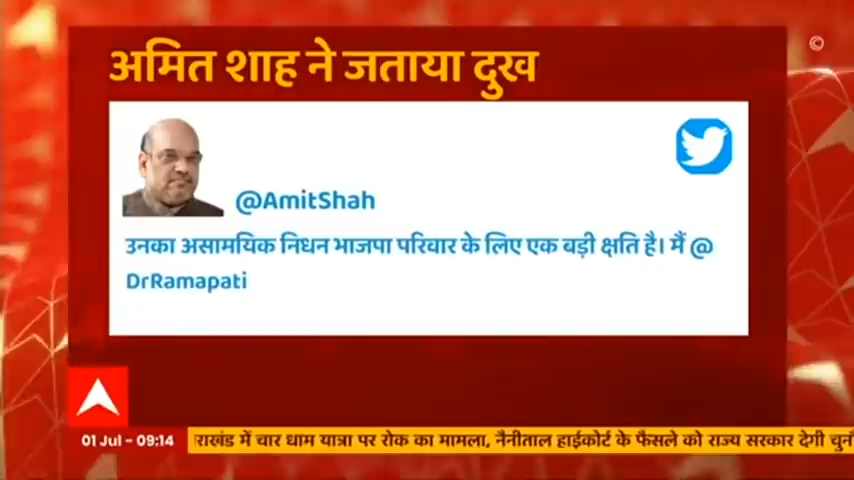 अमित शाह ने जताया दुख
©
@AmitShah
उनका असामयिक निधन भाजपा परिवार के लिए एक बड़ी क्षति है। मैं @
DrRamapati
01 Jul - 09:14
में चार धाम यात्रा पर रोक का मामला, नैनीताल हाईकोर्ट के फैसले को राज्य सरकार देगी